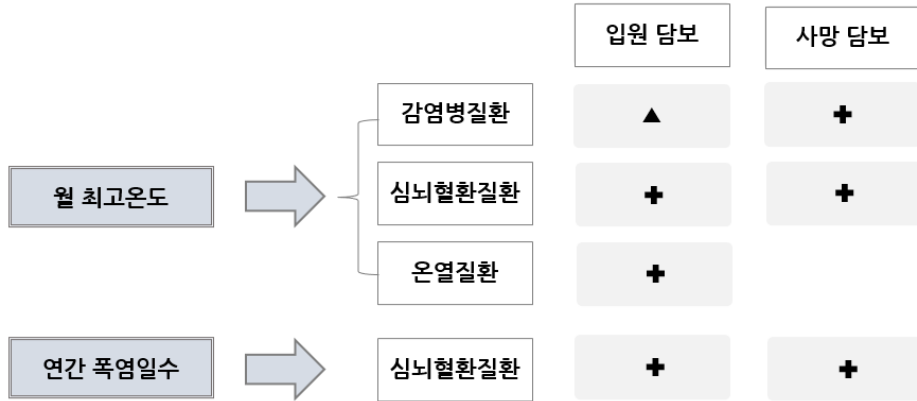 입원 담보
사망 담보
감염병질환
▲
✚
월 최고온도
심뇌혈환질환
✚
✚
온열질환
✚
연간 폭염일수
심뇌혈환질환
✚
✚